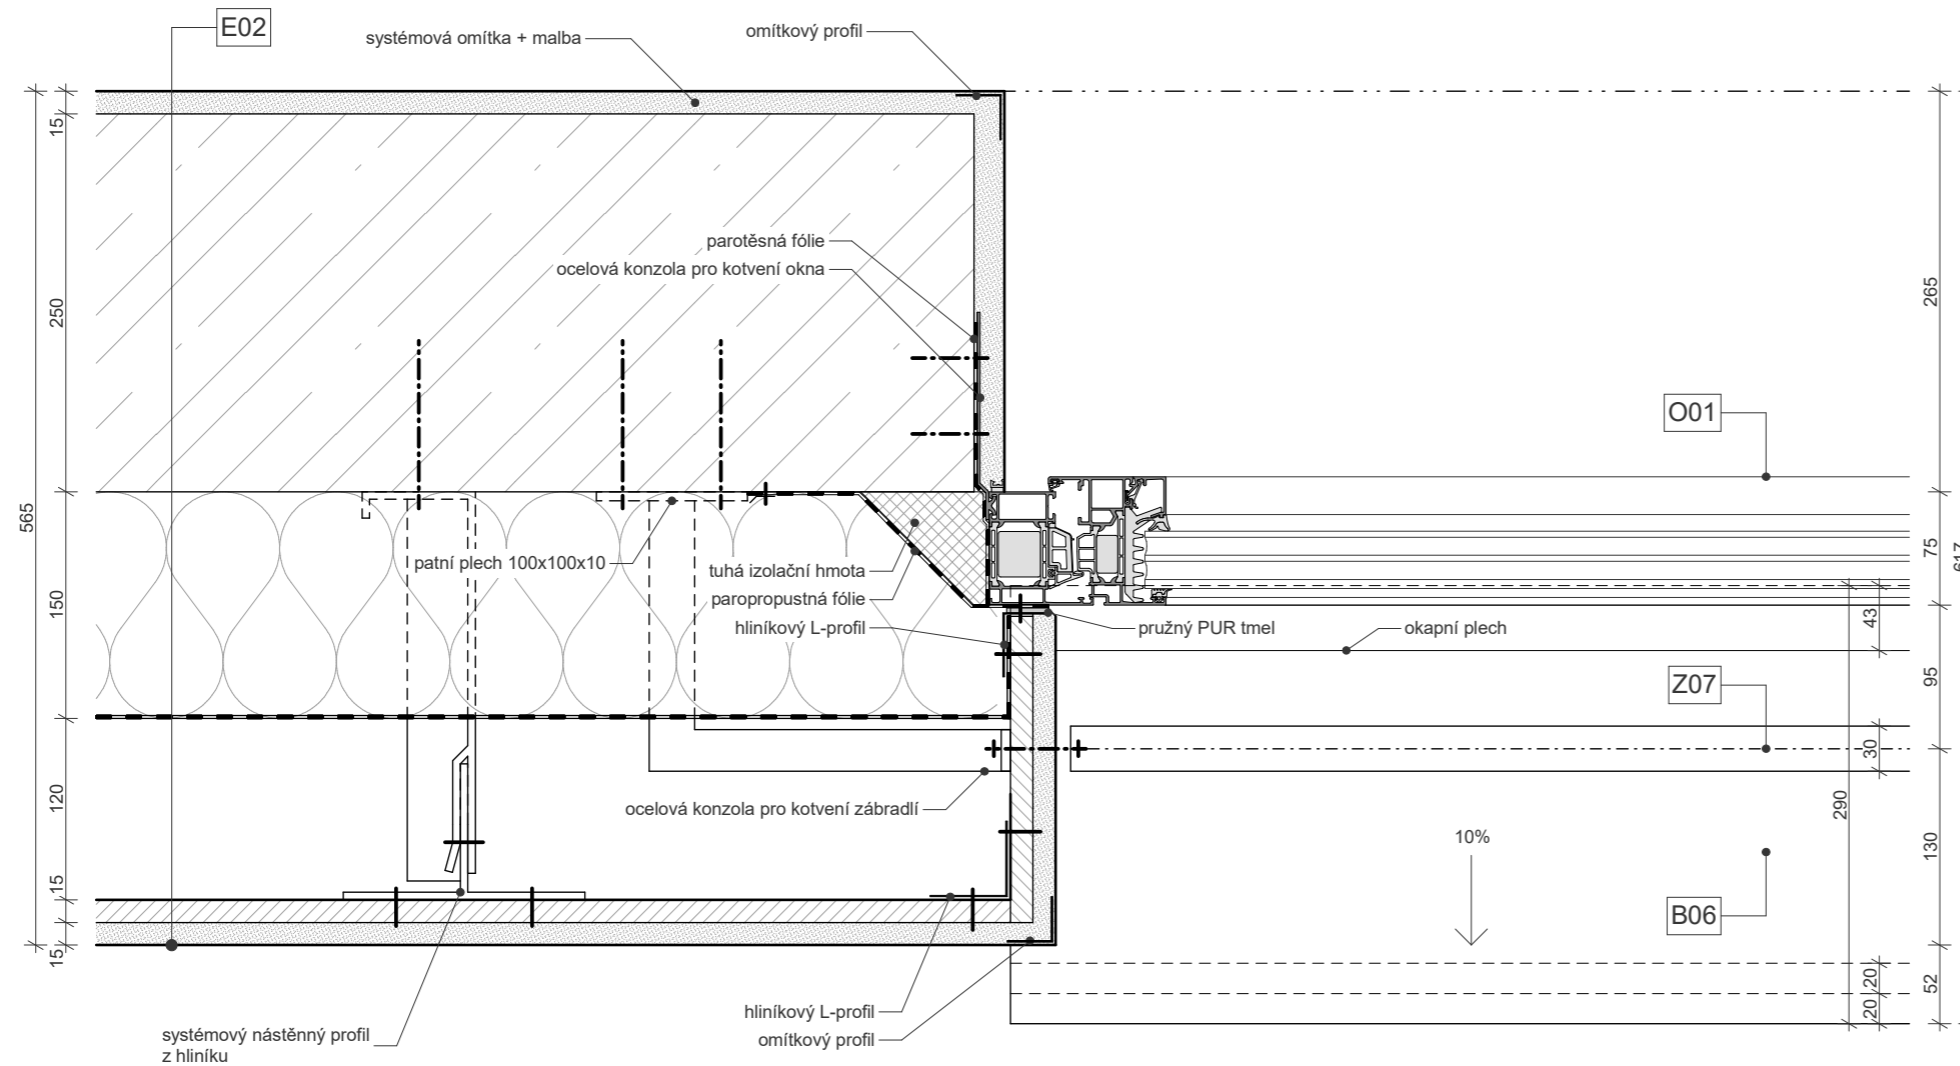 E02
systémová omítka + malba
omítkový profil
15
250
565
150
120
15
15
parotěsná fólie
ocelová konzola pro kotvení okna
patní plech 100x100x10
tuhá izolační hmota
paropropustná fólie
hliníkový L-profil
pružný PUR tmel
okapní plech
ocelová konzola pro kotvení zábradlí
hliníkový L-profil
omítkový profil
systémový nástěnný profil
z hliníku
O01
Z07
B06
10%
265
75
617
43
95
30
290
130
20
20
52